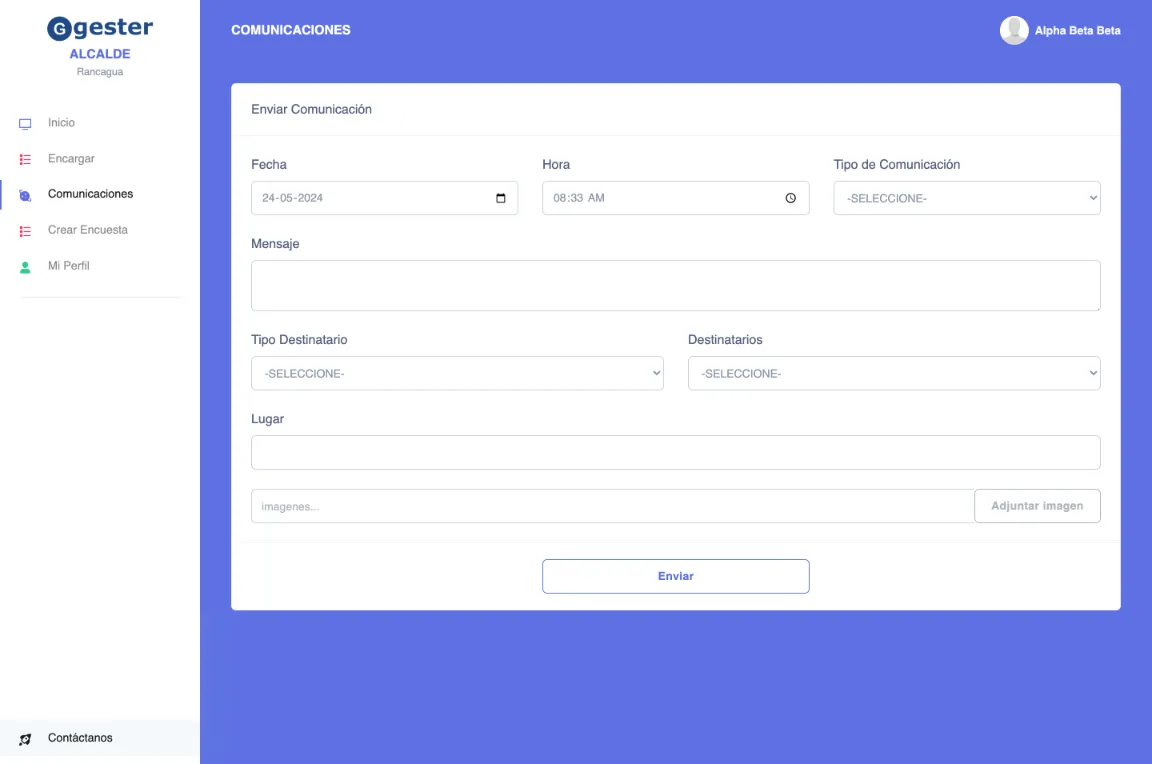 Ggester
ALCALDE
Rancagua
Inicio
Encargar
Comunicaciones
Crear Encuesta
Mi Perfil
Contáctanos
COMUNICACIONES
Alpha Beta Beta
Enviar Comunicación
Fecha
Hora
Tipo de Comunicación
24-05-2024
08:33 AM
-SELECCIONE-
Mensaje
Tipo Destinatario
Destinatarios
-SELECCIONE-
-SELECCIONE-
Lugar
imagenes...
Adjuntar imagen
Enviar